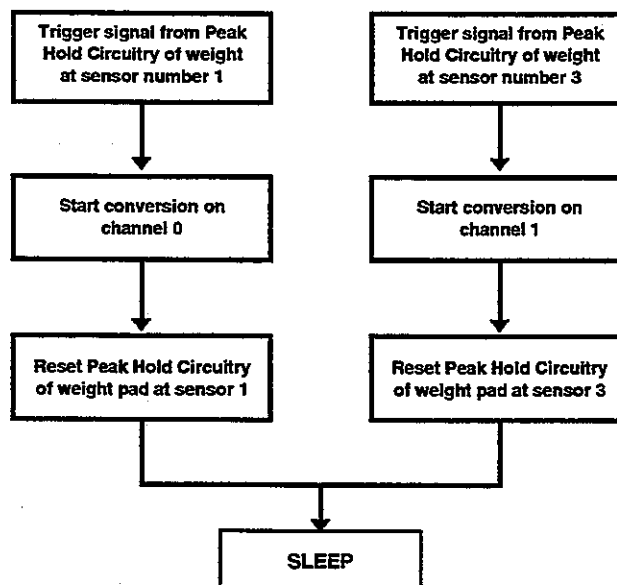 Trigger signal from Peak
Hold Circuitry of weight
at sensor number 1
Trigger signal from Peak
Hold Circuitry of weight
at sensor number 3
Start conversion on
channel 0
Start conversion on
channel 1
Reset Peak Hold Circuitry
of weight pad at sensor 1
Reset Peak Hold Circuitry
of weight pad at sensor 3
SLEEP